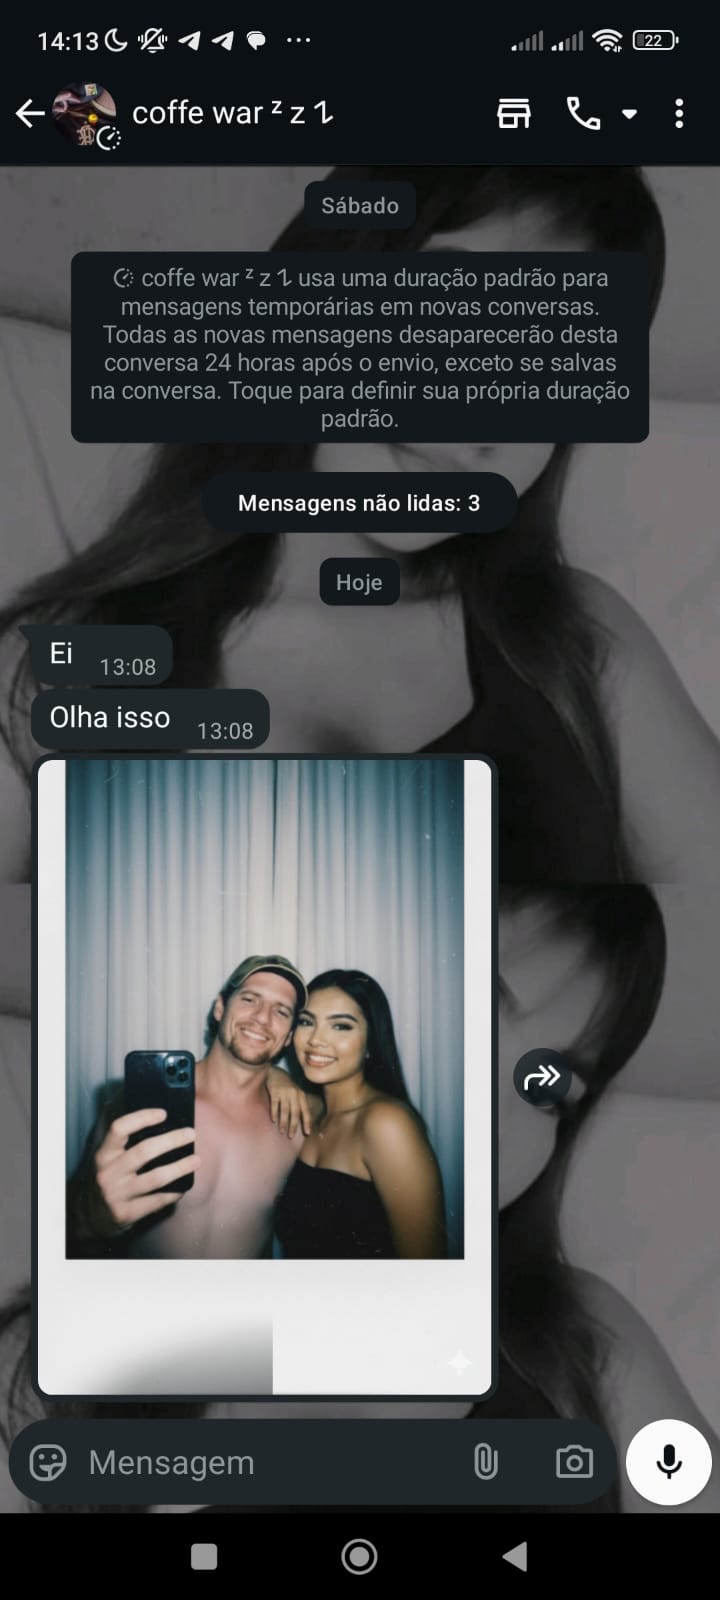 14:13
22
coffe war ᶻ z 𐰁
Sábado
coffe war ᶻ z 𐰁 usa uma duração padrão para
mensagens temporárias em novas conversas.
Todas as novas mensagens desaparecerão desta
conversa 24 horas após o envio, exceto se salvas
na conversa. Toque para definir sua própria duração
padrão.
Mensagens não lidas: 3
Hoje
Ei 13:08
Olha isso 13:08
Mensagem